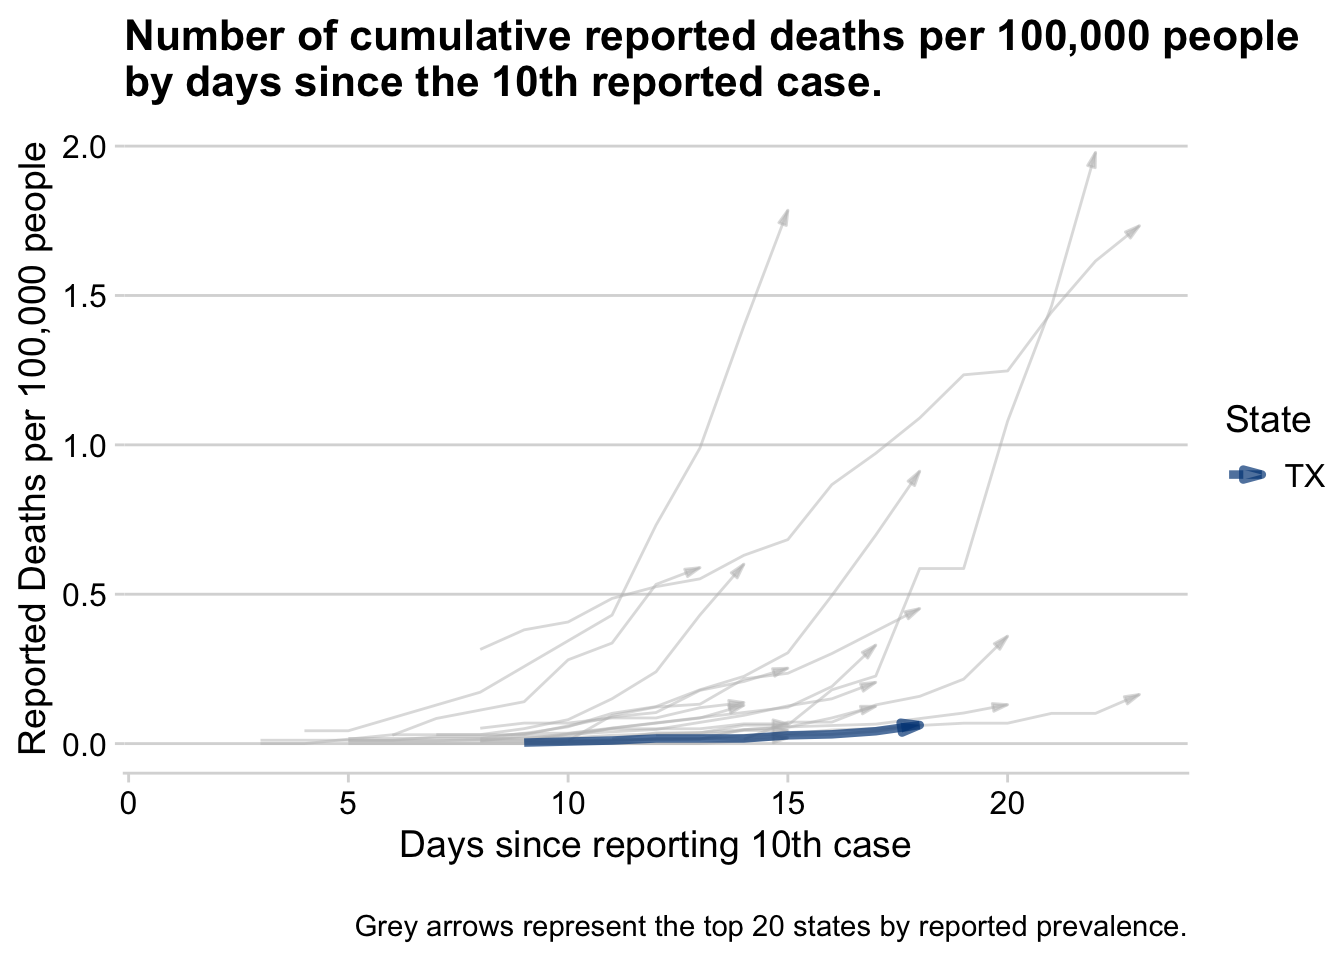 Number of cumulative reported deaths per 100,000 people
by days since the 10th reported case.
Reported Deaths per 100,000 people
2.0
1.5
1.0
0.5
0.0
0
5
10
15
20
Days since reporting 10th case
State
TX
Grey arrows represent the top 20 states by reported prevalence.